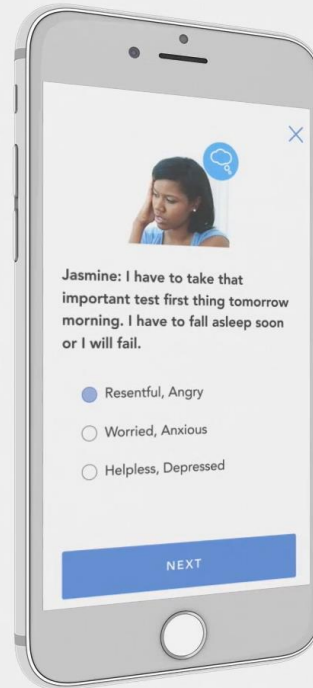 Jasmine: I have to take that
important test first thing tomorrow
morning. I have to fall asleep soon
or I will fail.
Resentful, Angry
Worried, Anxious
Helpless, Depressed
NEXT